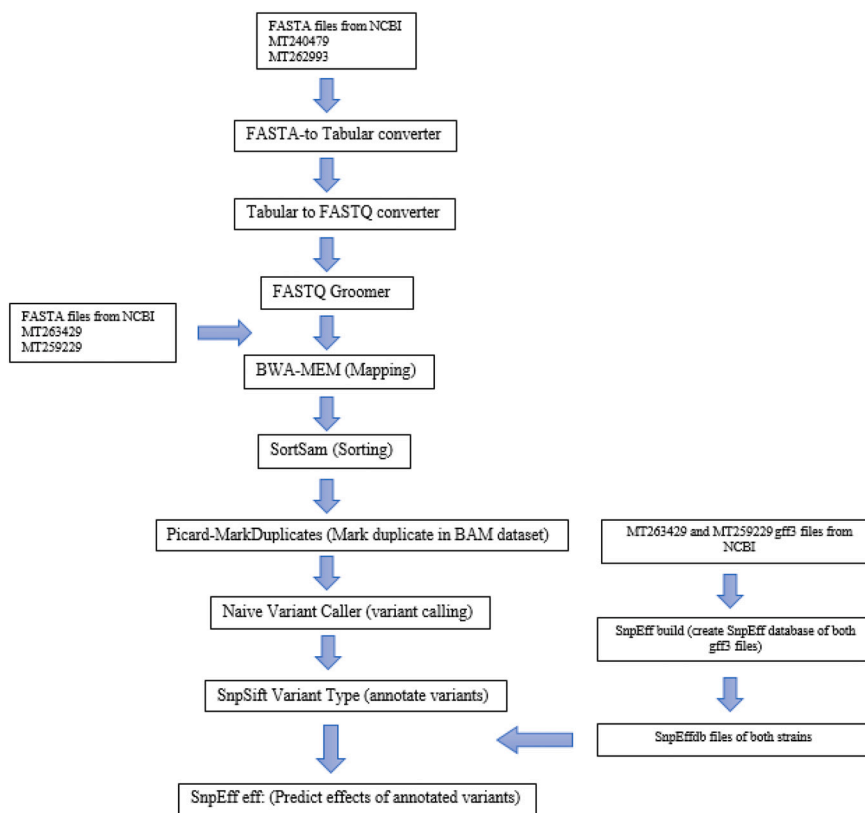 FASTA files from NCBI
MT240479
MT262993
FASTA-to Tabular converter
Tabular to FASTQ converter
FASTQ Groomer
FASTA files from NCBI
MT263429
MT259229
BWA-MEM (Mapping)
SortSam (Sorting)
Picard-MarkDuplicates (Mark duplicate in BAM dataset)
Naive Variant Caller (variant calling)
SnpSift Variant Type (annotate variants)
SnpEff eff: (Predict effects of annotated variants)
MT263429 and MT259229 gff3 files from
NCBI
SnpEff build (create SnpEff database of both
gff3 files)
SnpEffdb files of both strains